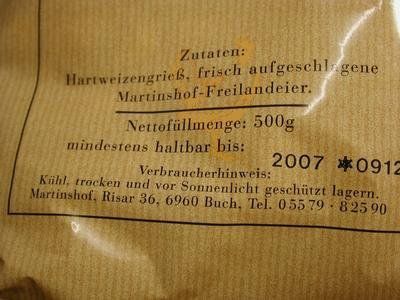 Zutaten:
Hartweizengrieß, frisch aufgeschlagene
Martinshof-Freilandeier.
Nettofüllmenge: 500g
mindestens haltbar bis:
2007 ✱0912
Verbraucherhinweis:
Kühl, trocken und vor Sonnenlicht geschützt lagern.
Martinshof, Risar 36, 6960 Buch, Tel. 05579 · 82590